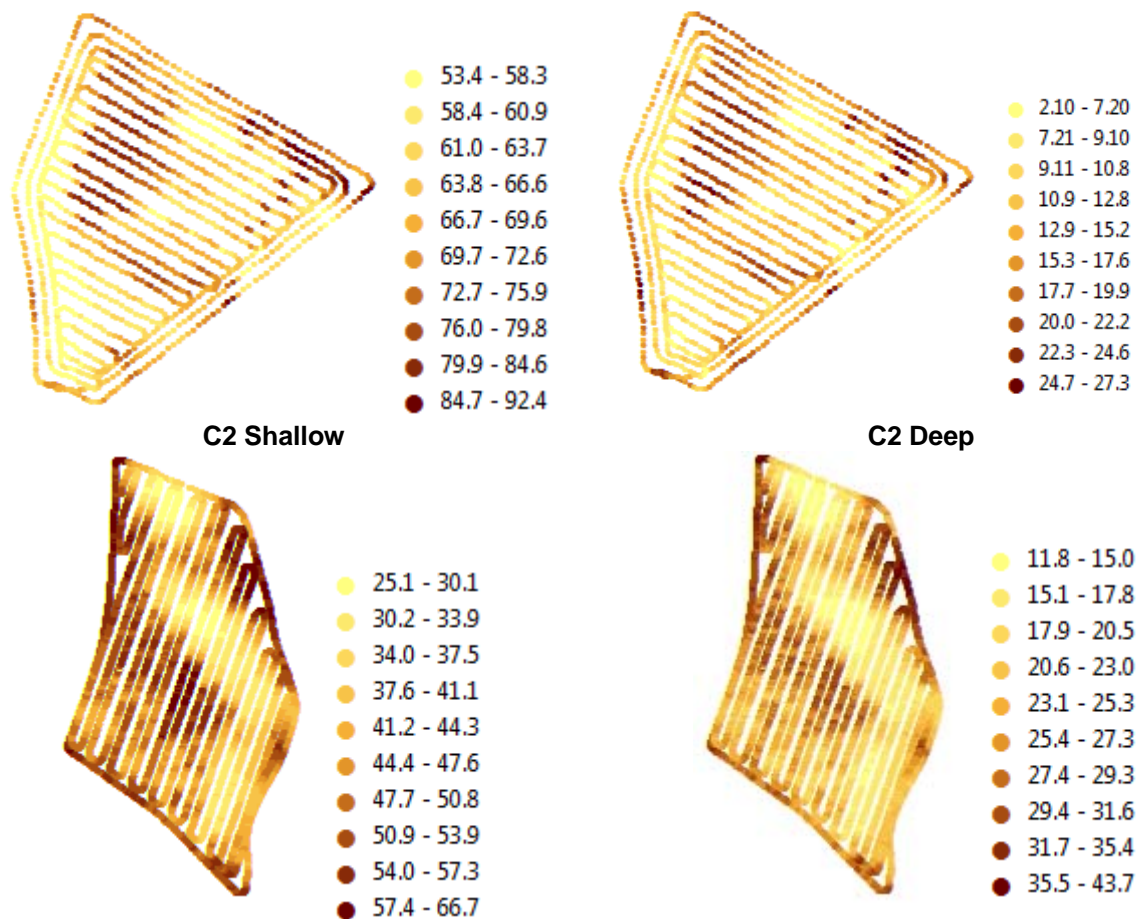 53.4 - 58.3
58.4 - 60.9
61.0 - 63.7
63.8 - 66.6
66.7 - 69.6
69.7 - 72.6
72.7 - 75.9
76.0 - 79.8
79.9 - 84.6
84.7 - 92.4
2.10 - 7.20
7.21 - 9.10
9.11 - 10.8
10.9 - 12.8
12.9 - 15.2
15.3 - 17.6
17.7 - 19.9
20.0 - 22.2
22.3 - 24.6
24.7 - 27.3
C2 Shallow
C2 Deep
25.1 - 30.1
30.2 - 33.9
34.0 - 37.5
37.6 - 41.1
41.2 - 44.3
44.4 - 47.6
47.7 - 50.8
50.9 - 53.9
54.0 - 57.3
57.4 - 66.7
11.8 - 15.0
15.1 - 17.8
17.9 - 20.5
20.6 - 23.0
23.1 - 25.3
25.4 - 27.3
27.4 - 29.3
29.4 - 31.6
31.7 - 35.4
35.5 - 43.7